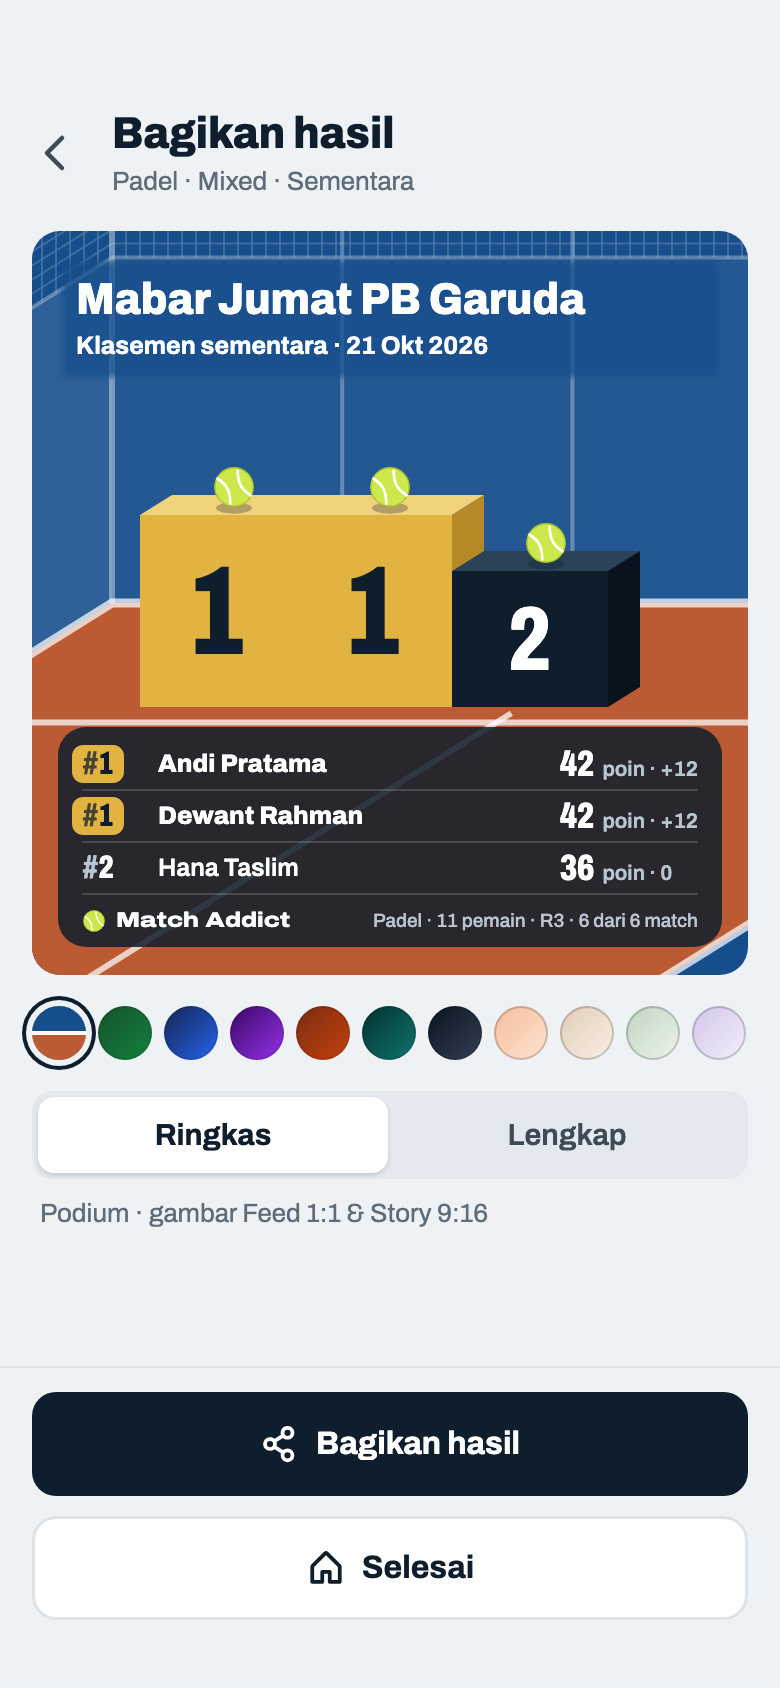 Bagikan hasil
Padel · Mixed · Sementara
Mabar Jumat PB Garuda
Klasemen sementara · 21 Okt 2026
1 1 2
#1 Andi Pratama 42 poin · +12
#1 Dewant Rahman 42 poin · +12
#2 Hana Taslim 36 poin · 0
Match Addict Padel · 11 pemain · R3 · 6 dari 6 match
Ringkas Lengkap
Podium · gambar Feed 1:1 & Story 9:16
Bagikan hasil
Selesai